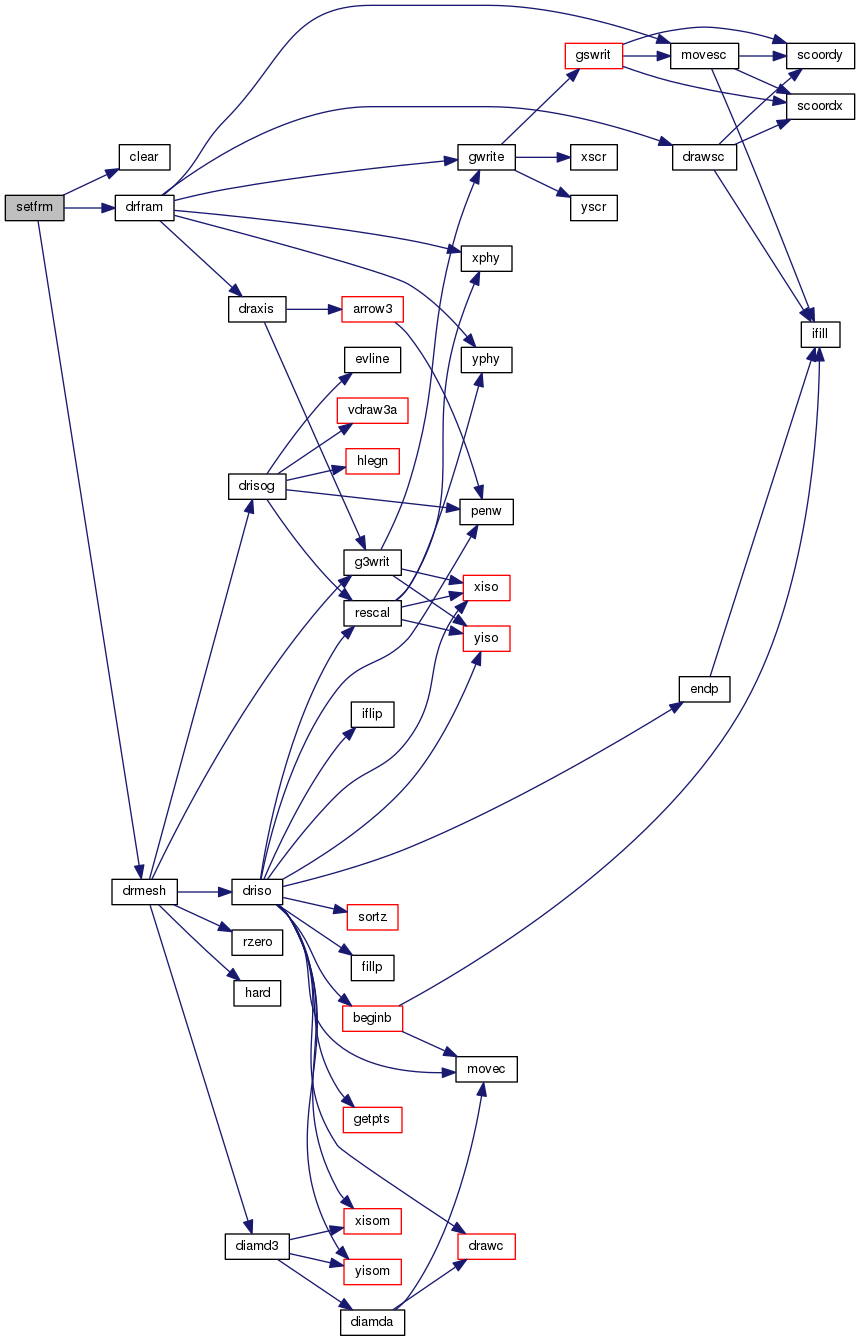 gswrit
movesc
scoordy
scoordx
clear
gwrite
xscr
drawsc
setfrm
drfram
yscr
xphy
draxis
arrow3
ifill
evline
yphy
vdraw3a
hlegn
drisog
penw
g3writ
xiso
rescal
yiso
endp
iflip
drmesh
driso
sortz
rzero
fillp
hard
beginb
movec
getpts
xisom
diamd3
drawc
yisom
diamda